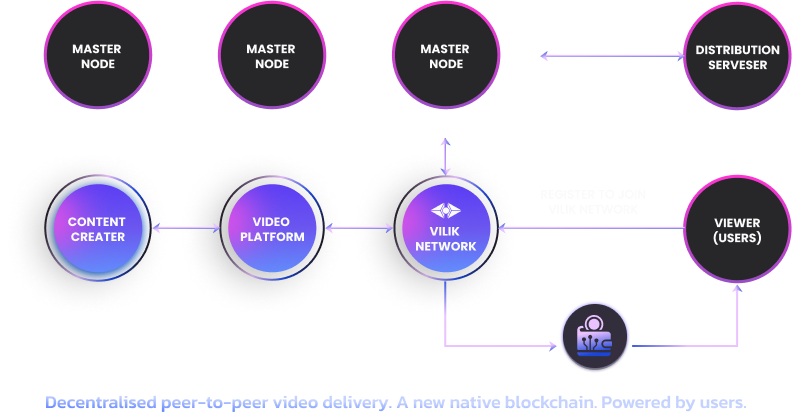 MASTER
NODE
MASTER
NODE
MASTER
NODE
DISTRIBUTION
SERVESER
REGISTER TO JOIN
VILIK NETWORK
CONTENT
CREATER
VIDEO
PLATFORM
VILIK
NETWORK
VIEWER
(USERS)
Decentralised peer-to-peer video delivery. A new native blockchain. Powered by users.